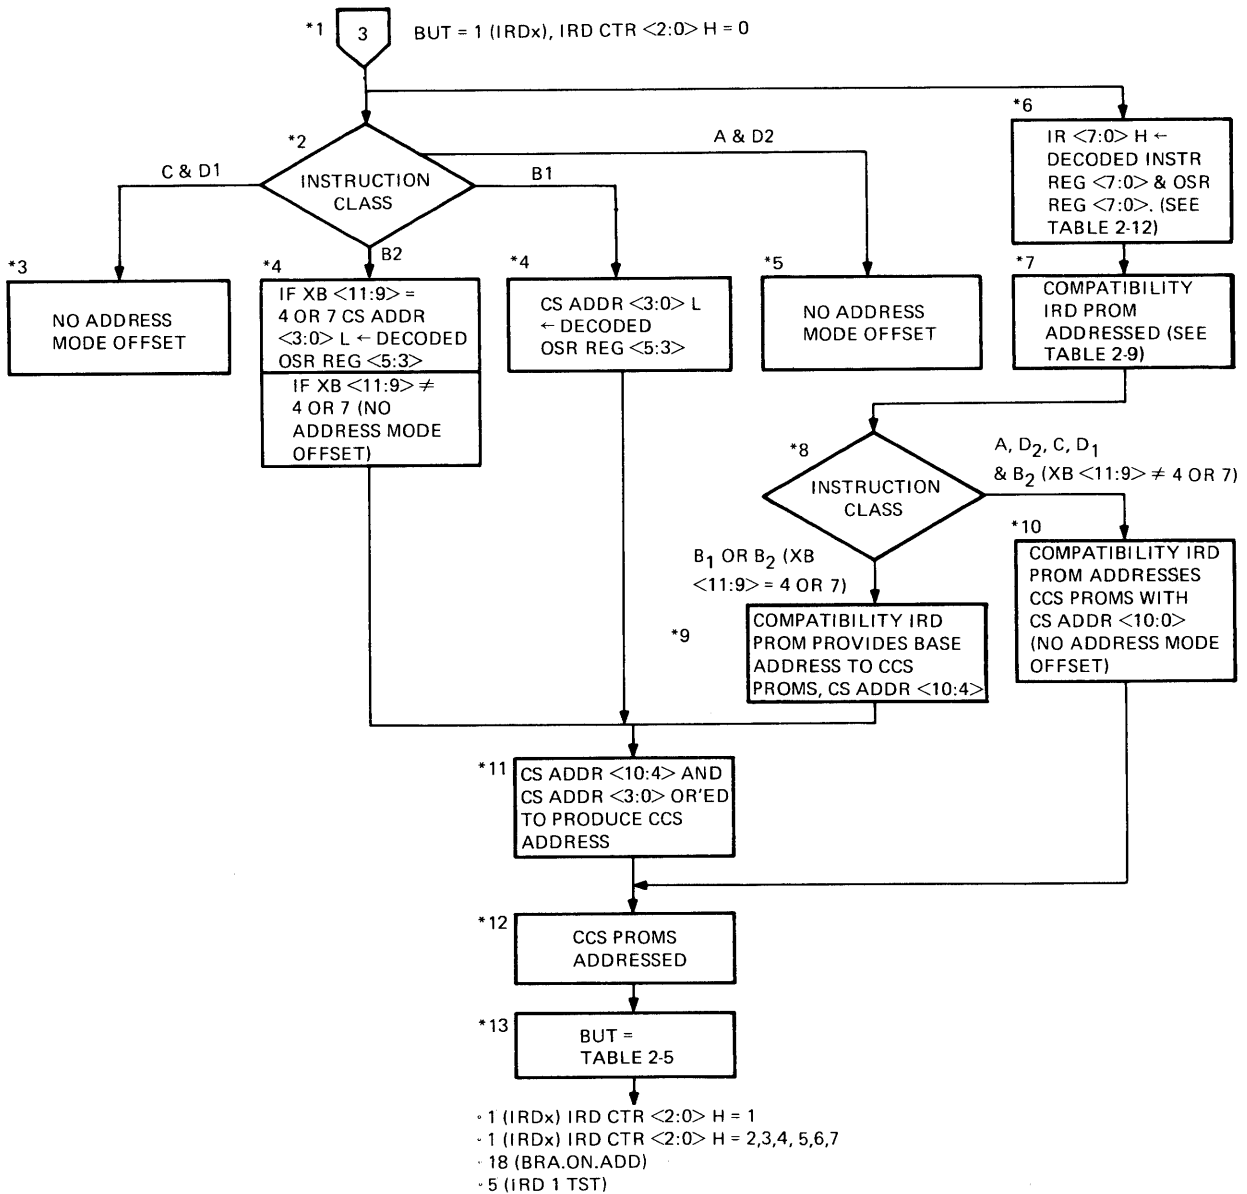 *1
3
BUT = 1 (IRDx), IRD CTR <2:0> H = 0
*2
INSTRUCTION
CLASS
C & D1
B2
B1
A & D2
*3
NO ADDRESS
MODE OFFSET
*4
IF XB <11:9> =
4 OR 7 CS ADDR
<3:0> L ← DECODED
OSR REG <5:3>
IF XB <11:9> ≠
4 OR 7 (NO
ADDRESS MODE
OFFSET)
*4
CS ADDR <3:0> L
← DECODED
OSR REG <5:3>
*5
NO ADDRESS
MODE OFFSET
*6
IR <7:0> H ←
DECODED INSTR
REG <7:0> & OSR
REG <7:0>. (SEE
TABLE 2-12)
*7
COMPATIBILITY
IRD PROM
ADDRESSED (SEE
TABLE 2-9)
*8
INSTRUCTION
CLASS
A, D2, C, D1
& B2 (XB <11:9> ≠ 4 OR 7)
B1 OR B2 (XB
<11:9> = 4 OR 7)
*9
COMPATIBILITY IRD
PROM PROVIDES BASE
ADDRESS TO CCS
PROMS, CS ADDR <10:4>
*10
COMPATIBILITY IRD
PROM ADDRESSES
CCS PROMS WITH
CS ADDR <10:0>
(NO ADDRESS MODE
OFFSET)
*11
CS ADDR <10:4> AND
CS ADDR <3:0> OR'ED
TO PRODUCE CCS
ADDRESS
*12
CCS PROMS
ADDRESSED
*13
BUT =
TABLE 2-5
· 1 (IRDx) IRD CTR <2:0> H = 1
· 1 (IRDx) IRD CTR <2:0> H = 2,3,4, 5,6,7
· 18 (BRA.ON.ADD)
· 5 (IRD 1 TST)